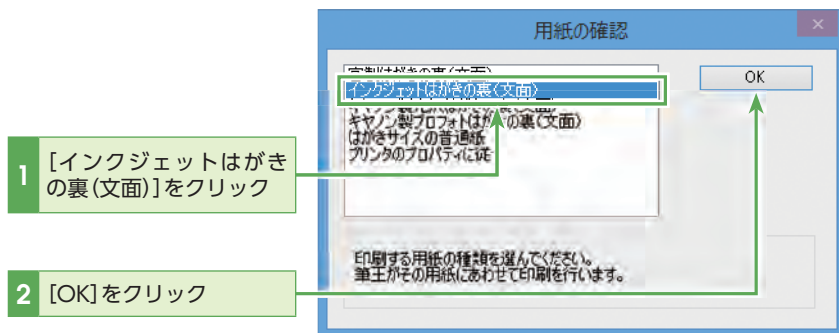 用紙の確認
×
インクジェットはがきの裏〈文面〉
キヤノン製プロフォトはがきの裏〈文面〉
はがきサイズの普通紙
プリンタのプロパティに従
OK
印刷する用紙の種類を選んでください。
筆王がその用紙にあわせて印刷を行います。
1
[インクジェットはがき
の裏(文面)]をクリック
2
[OK]をクリック